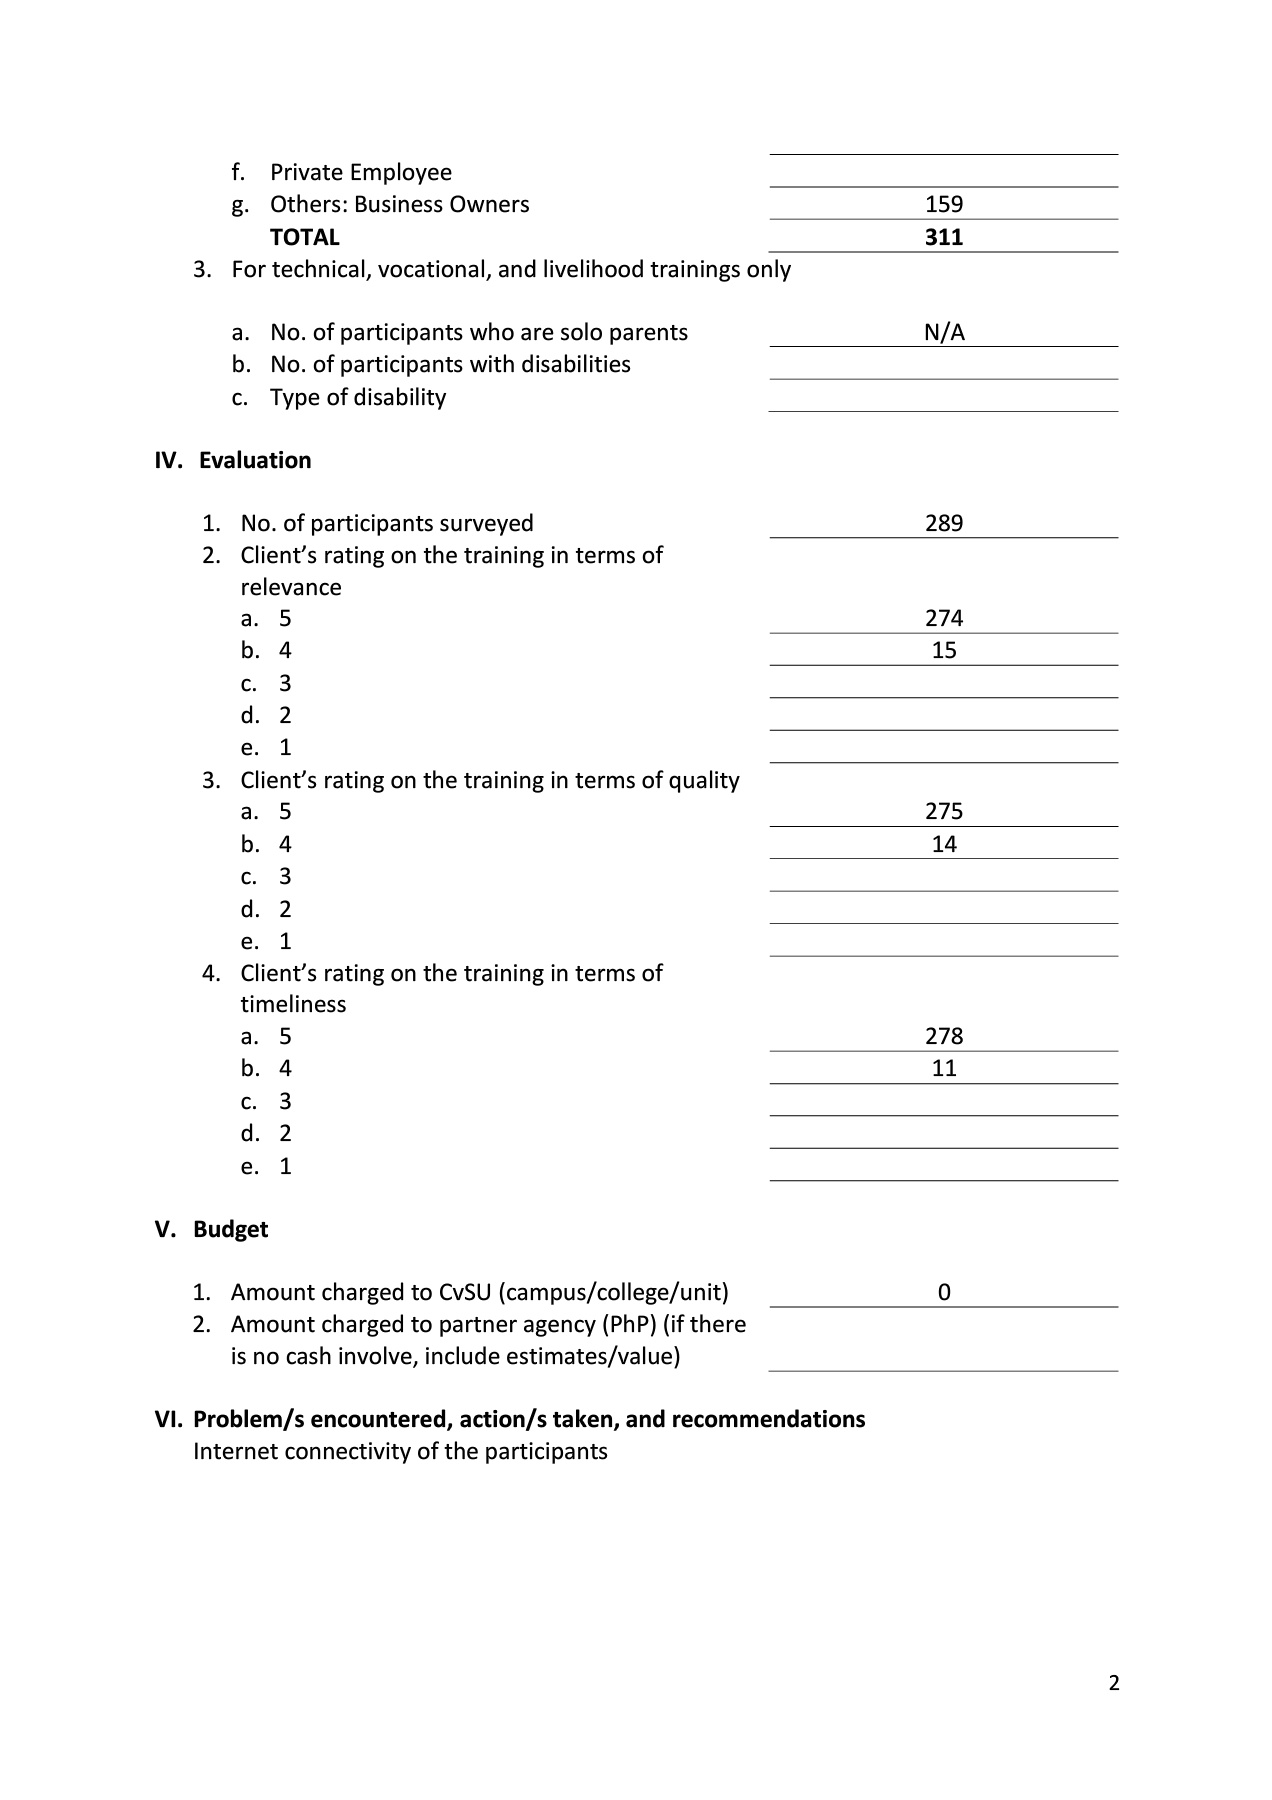 f. Private Employee
g. Others: Business Owners 159
TOTAL 311
3. For technical, vocational, and livelihood trainings only
a. No. of participants who are solo parents N/A
b. No. of participants with disabilities
c. Type of disability
IV. Evaluation
1. No. of participants surveyed 289
2. Client’s rating on the training in terms of
relevance
a. 5 274
b. 4 15
c. 3
d. 2
e. 1
3. Client’s rating on the training in terms of quality
a. 5 275
b. 4 14
c. 3
d. 2
e. 1
4. Client’s rating on the training in terms of
timeliness
a. 5 278
b. 4 11
c. 3
d. 2
e. 1
V. Budget
1. Amount charged to CvSU (campus/college/unit) 0
2. Amount charged to partner agency (PhP) (if there
is no cash involve, include estimates/value)
VI. Problem/s encountered, action/s taken, and recommendations
Internet connectivity of the participants
2